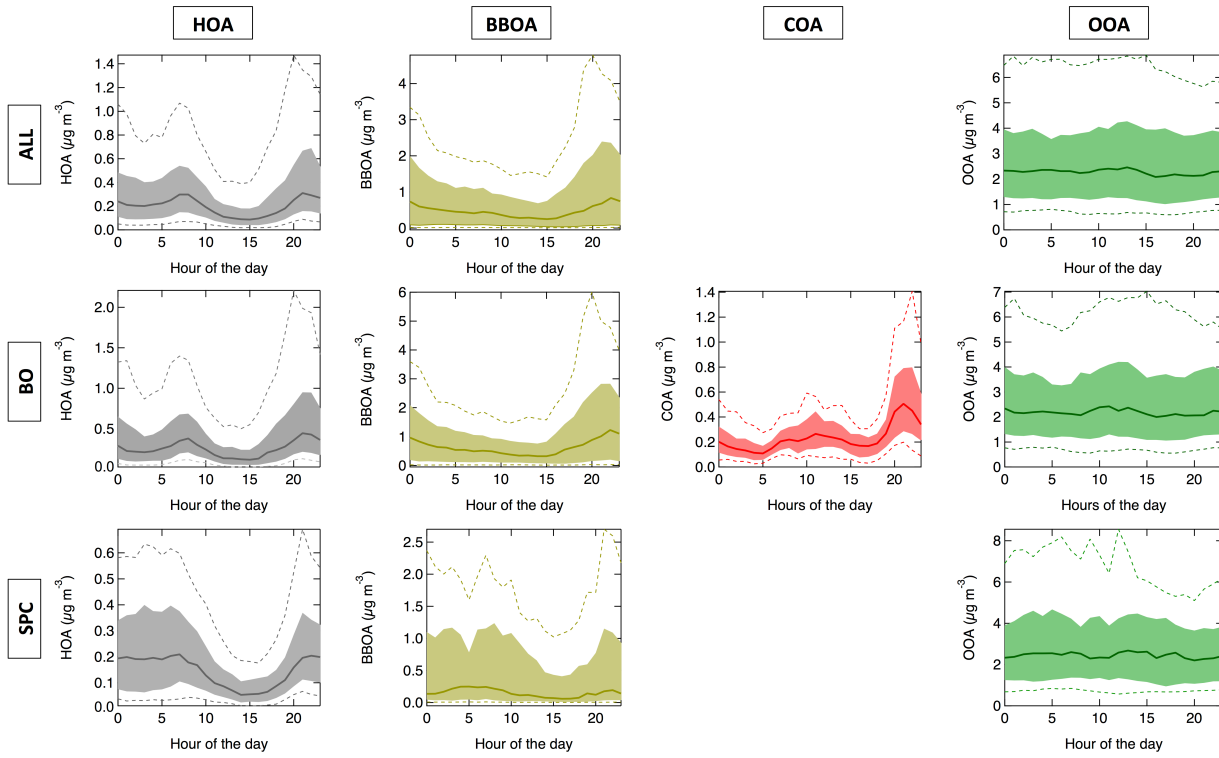 HOA
BBOA
COA
OOA
ALL
HOA (µg m⁻³)
1.4
1.2
1.0
0.8
0.6
0.4
0.2
0.0
0 5 10 15 20
Hour of the day
BBOA (µg m⁻³)
4
3
2
1
0
0 5 10 15 20
Hour of the day
OOA (µg m⁻³)
6
5
4
3
2
1
0
0 5 10 15 20
Hour of the day
BO
HOA (µg m⁻³)
2.0
1.5
1.0
0.5
0.0
0 5 10 15 20
Hour of the day
BBOA (µg m⁻³)
6
5
4
3
2
1
0
0 5 10 15 20
Hour of the day
COA (µg m⁻³)
1.4
1.2
1.0
0.8
0.6
0.4
0.2
0.0
0 5 10 15 20
Hours of the day
OOA (µg m⁻³)
7
6
5
4
3
2
1
0
0 5 10 15 20
Hours of the day
SPC
HOA (µg m⁻³)
0.6
0.5
0.4
0.3
0.2
0.1
0.0
0 5 10 15 20
Hour of the day
BBOA (µg m⁻³)
2.5
2.0
1.5
1.0
0.5
0.0
0 5 10 15 20
Hour of the day
OOA (µg m⁻³)
8
6
4
2
0
0 5 10 15 20
Hour of the day